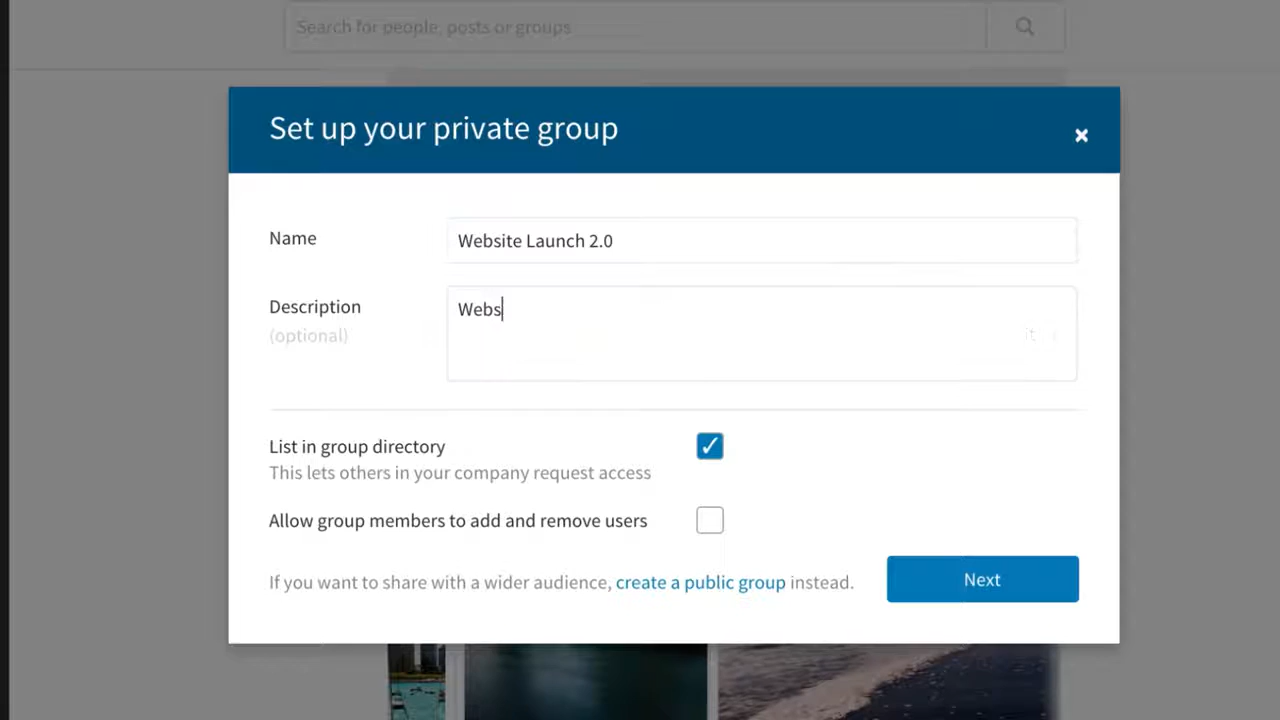 Search for people, posts or groups
Set up your private group
Name
Website Launch 2.0
Description
(optional)
Webs
it
List in group directory
This lets others in your company request access
Allow group members to add and remove users
If you want to share with a wider audience, create a public group instead.
Next